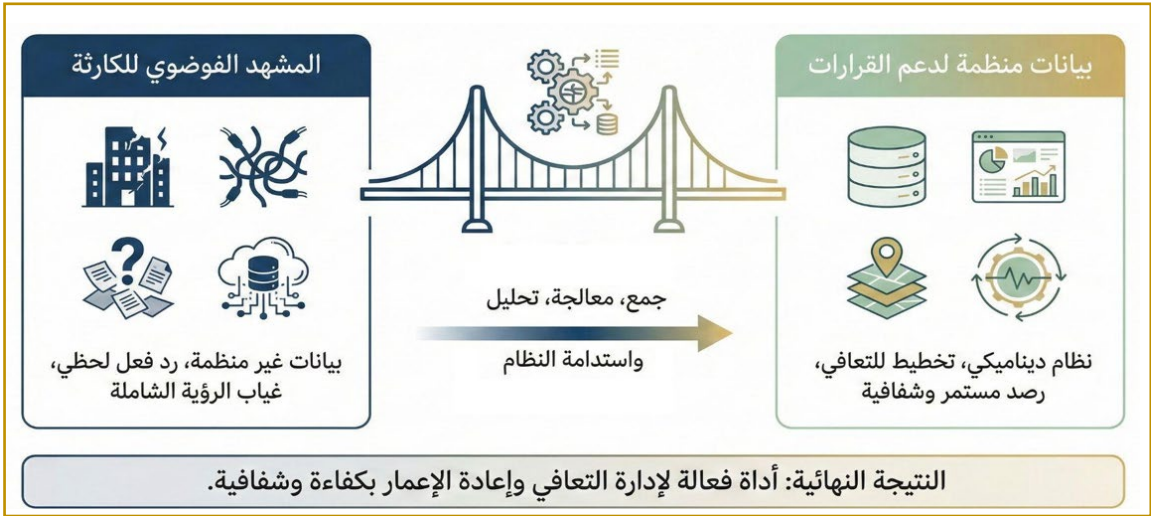 المشهد الفوضوي للكارثة
بيانات غير منظمة، رد فعل لحظي،
غياب الرؤية الشاملة
جمع، معالجة، تحليل
واستدامة النظام
بيانات منظمة لدعم القرارات
نظام ديناميكي، تخطيط للتعافي،
رصد مستمر وشفافية
النتيجة النهائية: أداة فعالة لإدارة التعافي وإعادة الإعمار بكفاءة وشفافية.